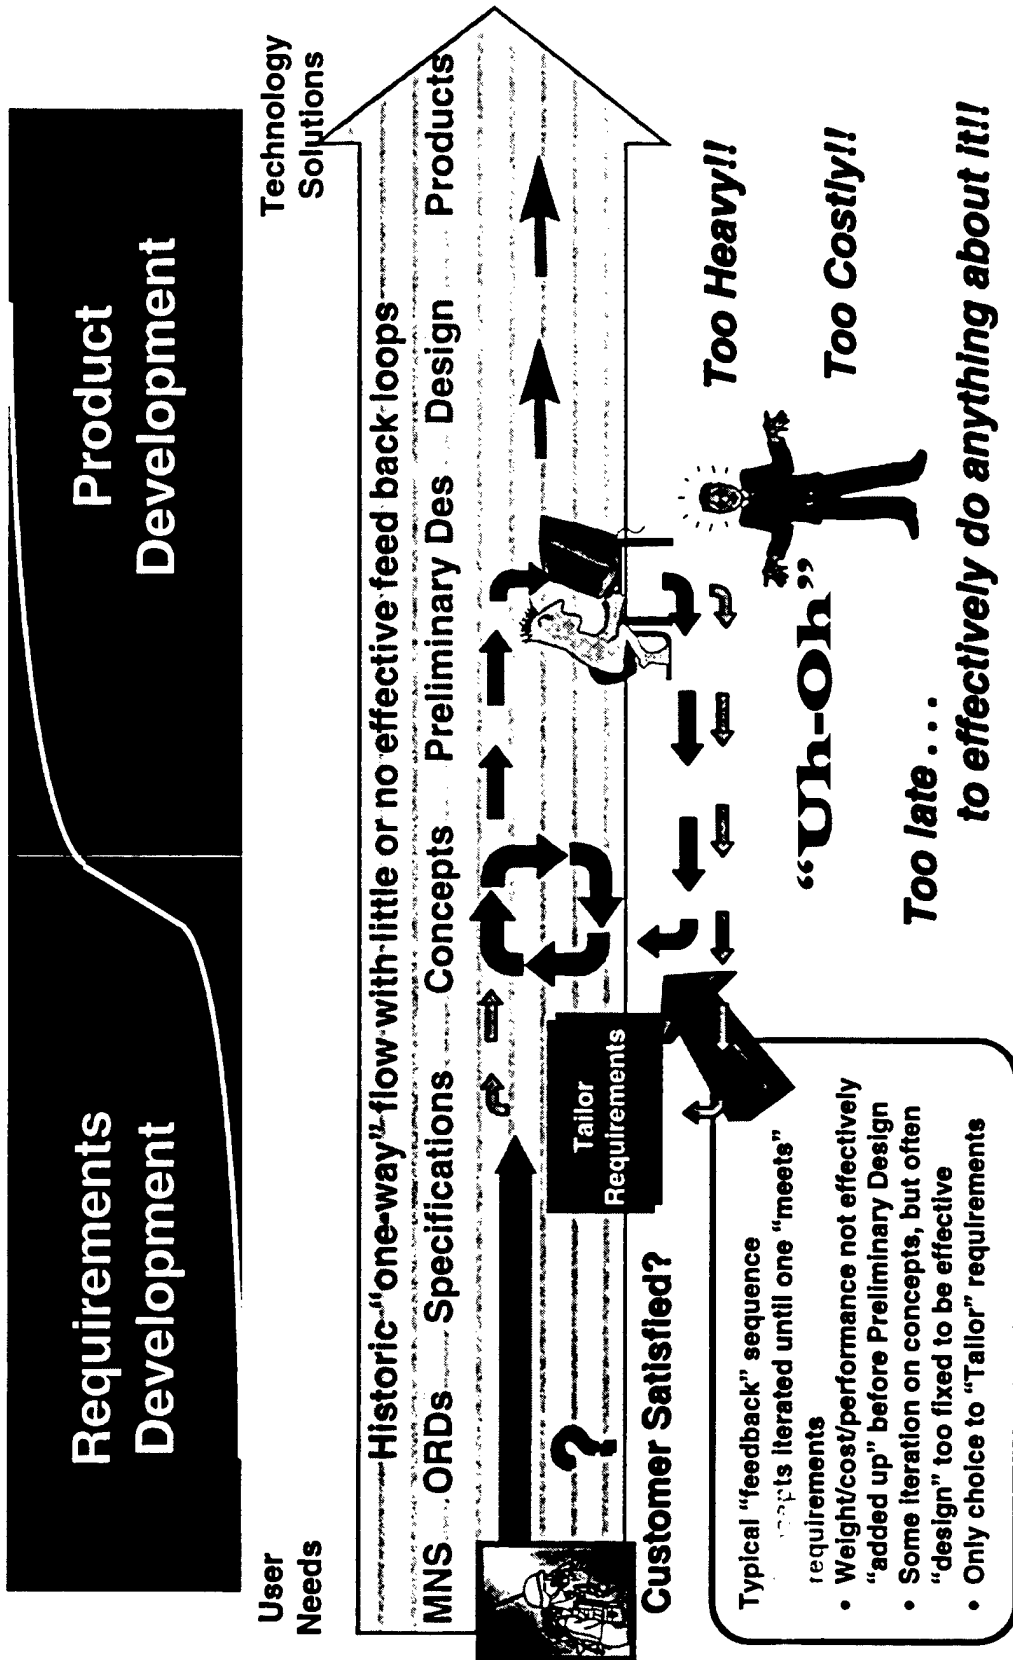 Requirements
Development
Product
Development
User
Needs
Technology
Solutions
Historic "one-way" flow with little or no effective feed back loops
MNS ORDs Specifications Concepts Preliminary Des Design Products
Tailor
Requirements
?
Customer Satisfied?
Too Heavy!!
Too Costly!!
"Uh-Oh"
Too late . . .
to effectively do anything about it!!
Typical "feedback" sequence
iterated until one "meets"
requirements
• Weight/cost/performance not effectively
"added up" before Preliminary Design
• Some iteration on concepts, but often
"design" too fixed to be effective
• Only choice to "Tailor" requirements